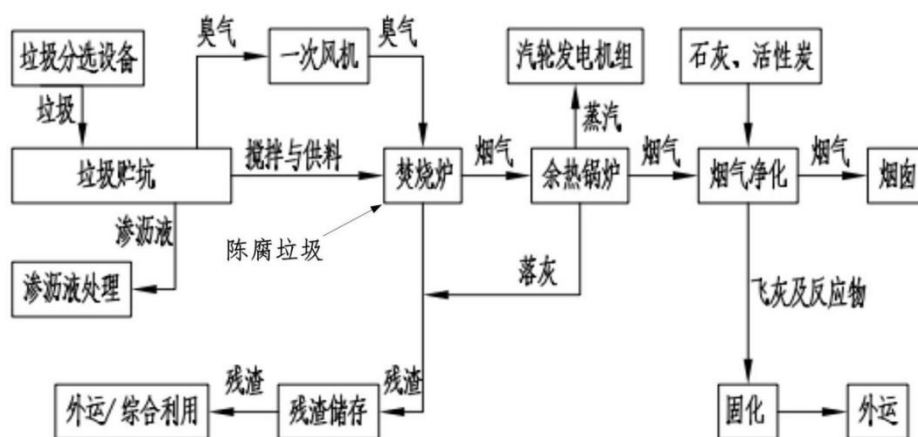 臭气
臭气
垃圾分选设备
一次风机
汽轮发电机组
石灰、活性炭
垃圾
蒸汽
搅拌与供料
烟气
烟气
烟气
垃圾贮坑
焚烧炉
余热锅炉
烟气净化
烟囱
渗沥液
陈腐垃圾
落灰
渗沥液处理
飞灰及反应物
残渣
残渣
外运/综合利用
残渣储存
固化
外运